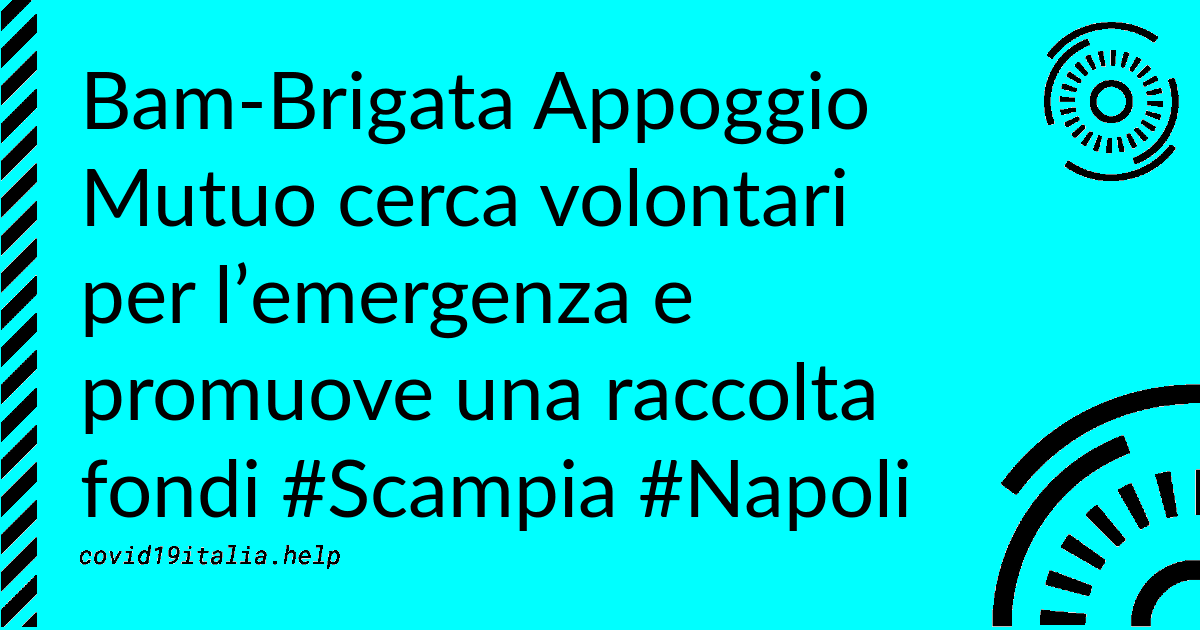 Bam-Brigata Appoggio
Mutuo cerca volontari
per l’emergenza e
promuove una raccolta
fondi #Scampia #Napoli
covid19italia.help